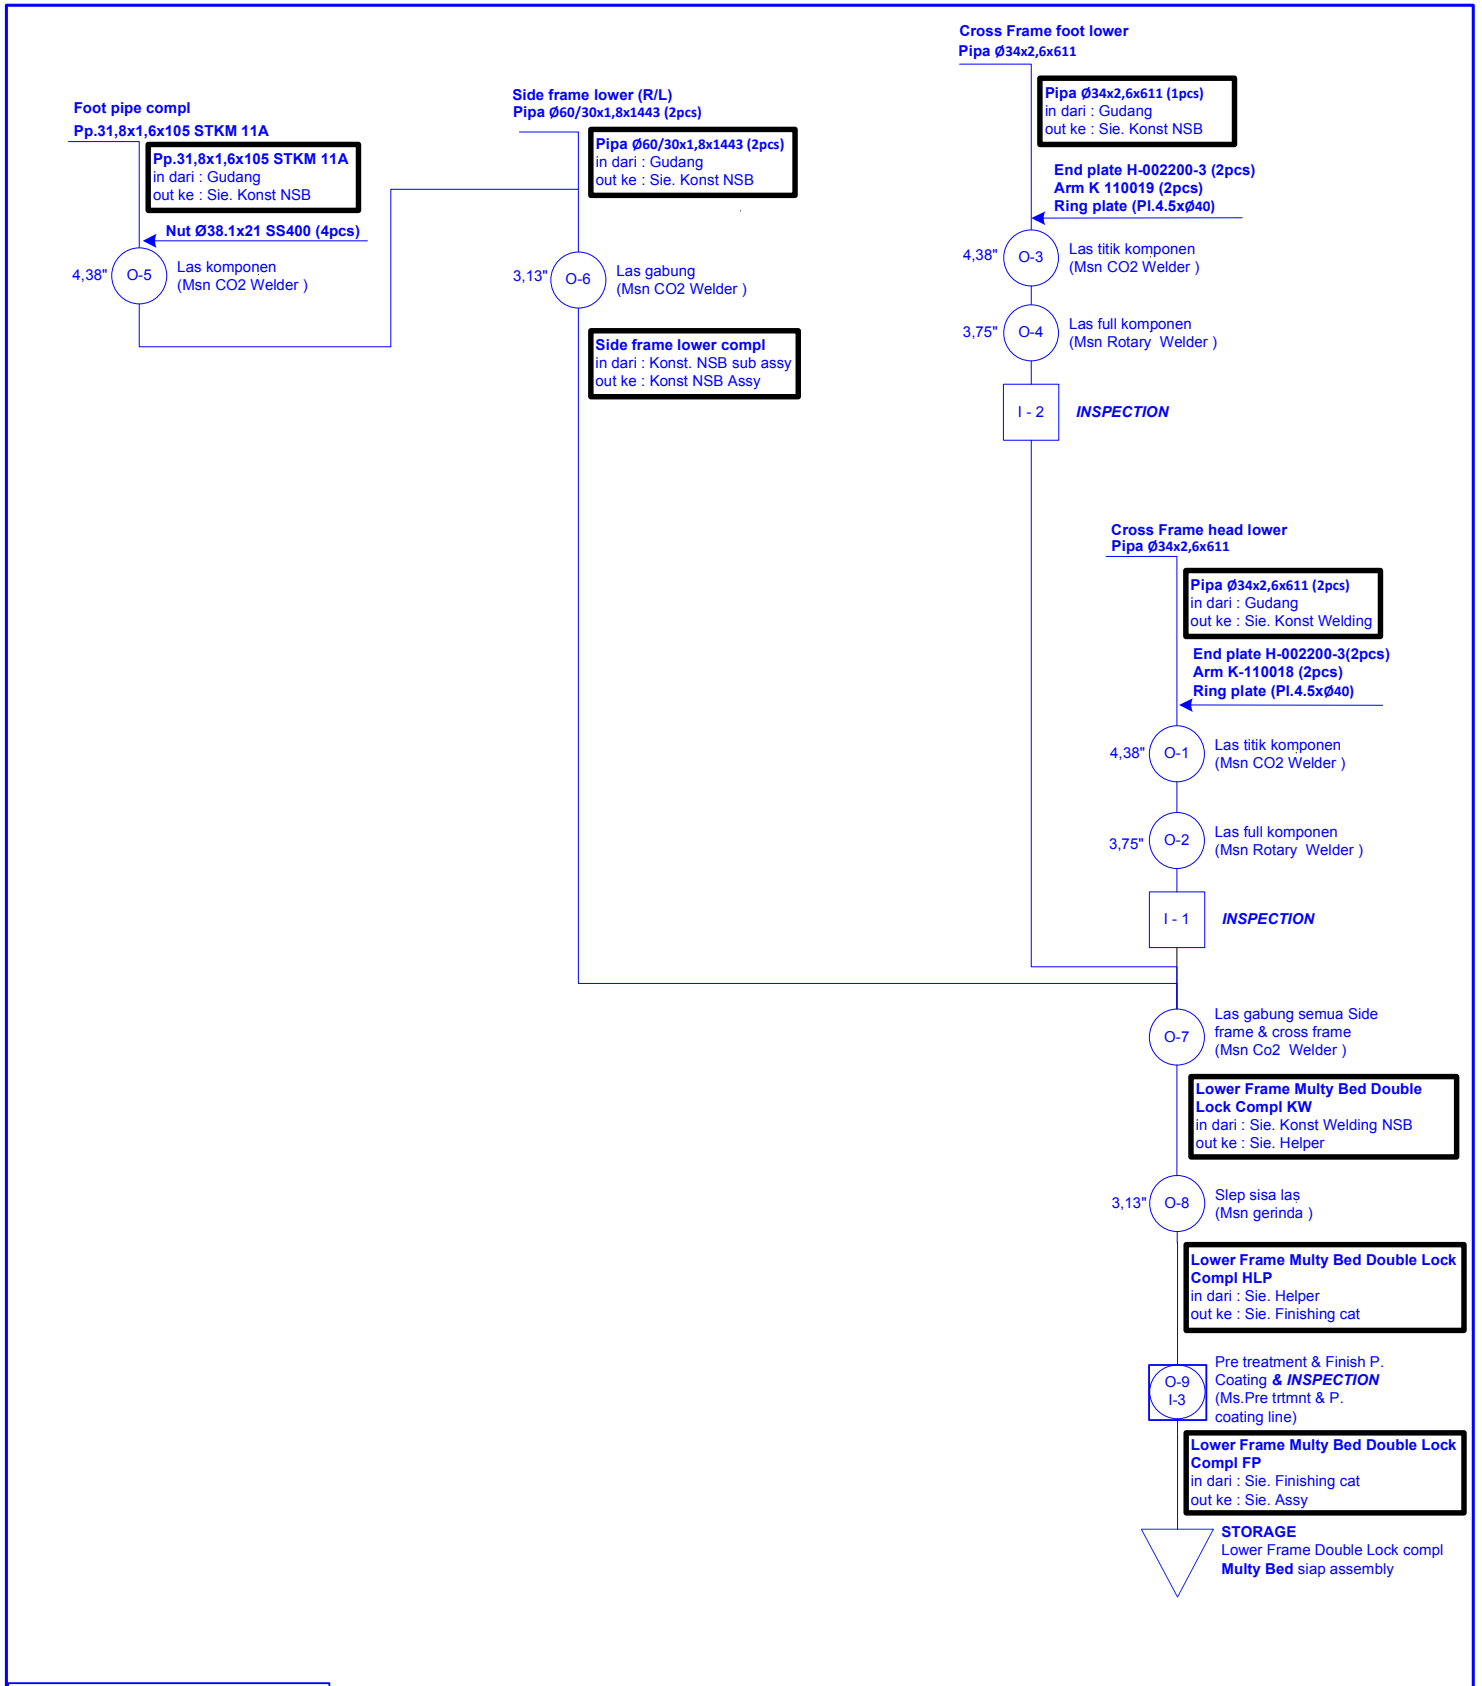 Foot pipe compl
Pp.31,8x1,6x105 STKM 11A
Pp.31,8x1,6x105 STKM 11A
in dari : Gudang
out ke : Sie. Konst NSB
Nut Ø38.1x21 SS400 (4pcs)
4,38"
O-5
Las komponen
(Msn CO2 Welder )
Side frame lower (R/L)
Pipa Ø60/30x1,8x1443 (2pcs)
Pipa Ø60/30x1,8x1443 (2pcs)
in dari : Gudang
out ke : Sie. Konst NSB
3,13"
O-6
Las gabung
(Msn CO2 Welder )
Side frame lower compl
in dari : Konst. NSB sub assy
out ke : Konst NSB Assy
Cross Frame foot lower
Pipa Ø34x2,6x611
Pipa Ø34x2,6x611 (1pcs)
in dari : Gudang
out ke : Sie. Konst NSB
End plate H-002200-3 (2pcs)
Arm K 110019 (2pcs)
Ring plate (Pl.4.5xØ40)
4,38"
O-3
Las titik komponen
(Msn CO2 Welder )
3,75"
O-4
Las full komponen
(Msn Rotary Welder )
I - 2
INSPECTION
Cross Frame head lower
Pipa Ø34x2,6x611
Pipa Ø34x2,6x611 (2pcs)
in dari : Gudang
out ke : Sie. Konst Welding
End plate H-002200-3(2pcs)
Arm K-110018 (2pcs)
Ring plate (Pl.4.5xØ40)
4,38"
O-1
Las titik komponen
(Msn CO2 Welder )
3,75"
O-2
Las full komponen
(Msn Rotary Welder )
I - 1
INSPECTION
O-7
Las gabung semua Side
frame & cross frame
(Msn Co2 Welder )
Lower Frame Multy Bed Double
Lock Compl KW
in dari : Sie. Konst Welding NSB
out ke : Sie. Helper
3,13"
O-8
Slep sisa las
(Msn gerinda )
Lower Frame Multy Bed Double Lock
Compl HLP
in dari : Sie. Helper
out ke : Sie. Finishing cat
O-9
I-3
Pre treatment & Finish P.
Coating & INSPECTION
(Ms.Pre trtmnt & P.
coating line)
Lower Frame Multy Bed Double Lock
Compl FP
in dari : Sie. Finishing cat
out ke : Sie. Assy
STORAGE
Lower Frame Double Lock compl
Multy Bed siap assembly